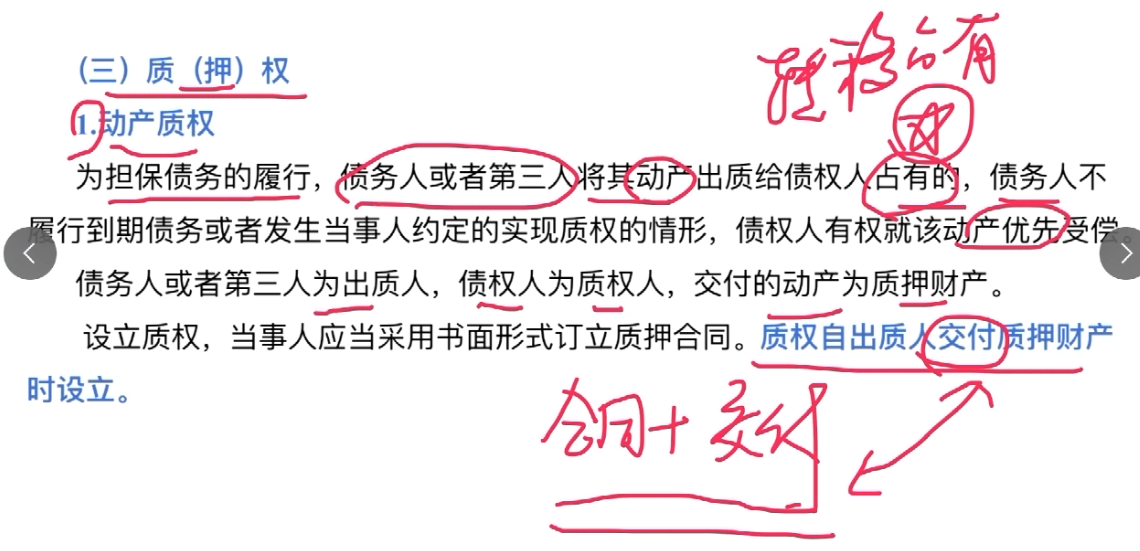 (三)质(押)权
转移占有
1.动产质权
为担保债务的履行，债务人或者第三人将其动产出质给债权人占有的，债务人不
履行到期债务或者发生当事人约定的实现质权的情形，债权人有权就该动产优先受偿。
债务人或者第三人为出质人，债权人为质权人，交付的动产为质押财产。
设立质权，当事人应当采用书面形式订立质押合同。质权自出质人交付质押财产
时设立。
合同+交付